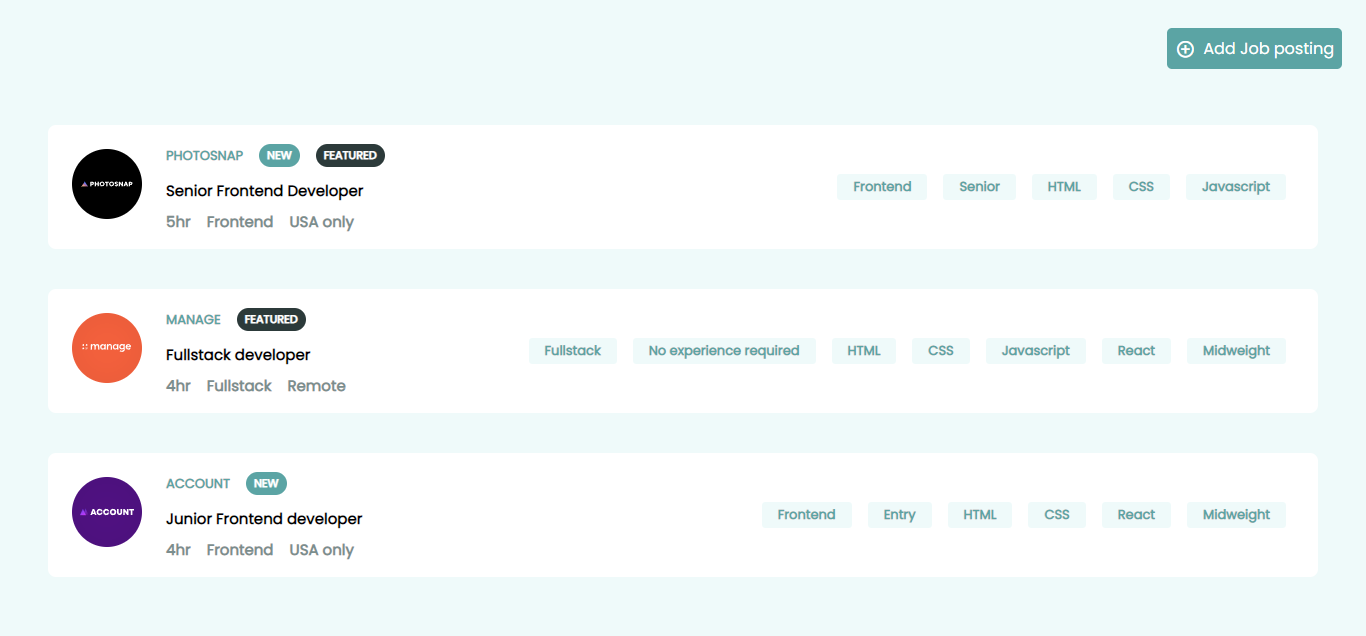 Add Job posting
PHOTOSNAP
PHOTOSNAP NEW FEATURED
Senior Frontend Developer
5hr Frontend USA only
Frontend Senior HTML CSS Javascript
manage
MANAGE FEATURED
Fullstack developer
4hr Fullstack Remote
Fullstack No experience required HTML CSS Javascript React Midweight
ACCOUNT
ACCOUNT NEW
Junior Frontend developer
4hr Frontend USA only
Frontend Entry HTML CSS React Midweight